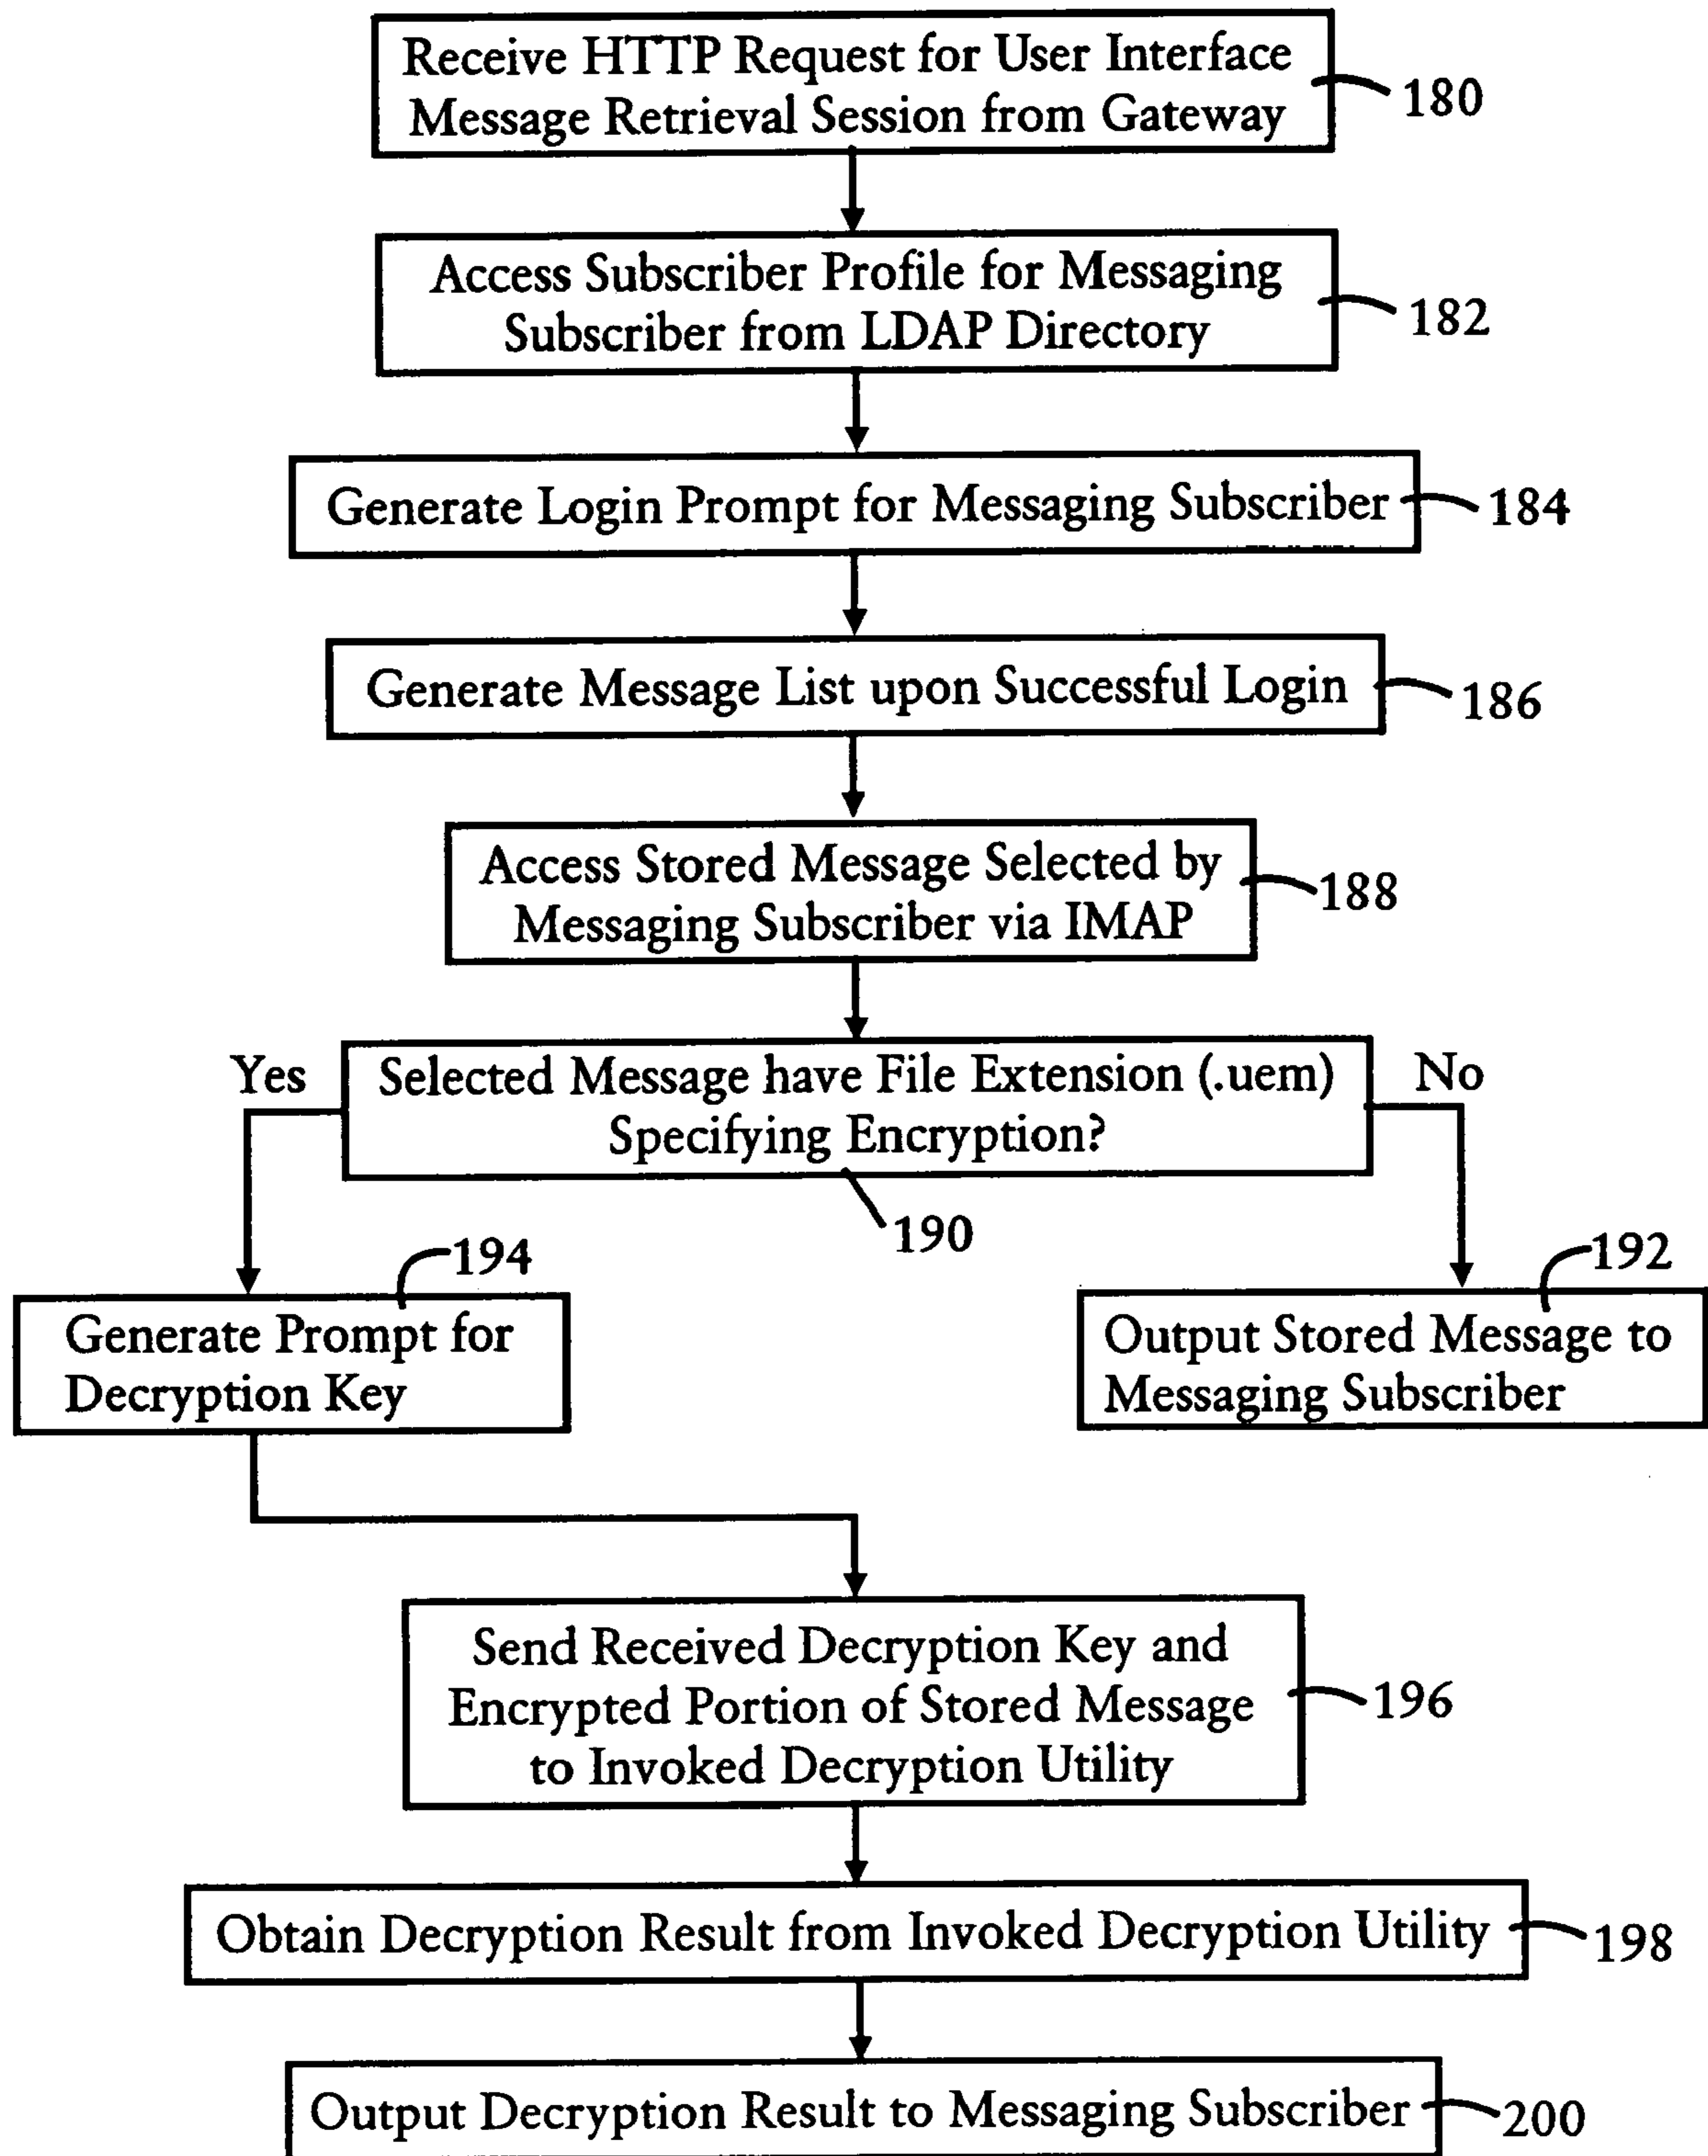 Receive HTTP Request for User Interface
Message Retrieval Session from Gateway
180
Access Subscriber Profile for Messaging
Subscriber from LDAP Directory
182
Generate Login Prompt for Messaging Subscriber
184
Generate Message List upon Successful Login
186
Access Stored Message Selected by
Messaging Subscriber via IMAP
188
Yes
Selected Message have File Extension (.uem)
Specifying Encryption?
No
190
194
192
Generate Prompt for
Decryption Key
Output Stored Message to
Messaging Subscriber
Send Received Decryption Key and
Encrypted Portion of Stored Message
to Invoked Decryption Utility
196
Obtain Decryption Result from Invoked Decryption Utility
198
Output Decryption Result to Messaging Subscriber
200